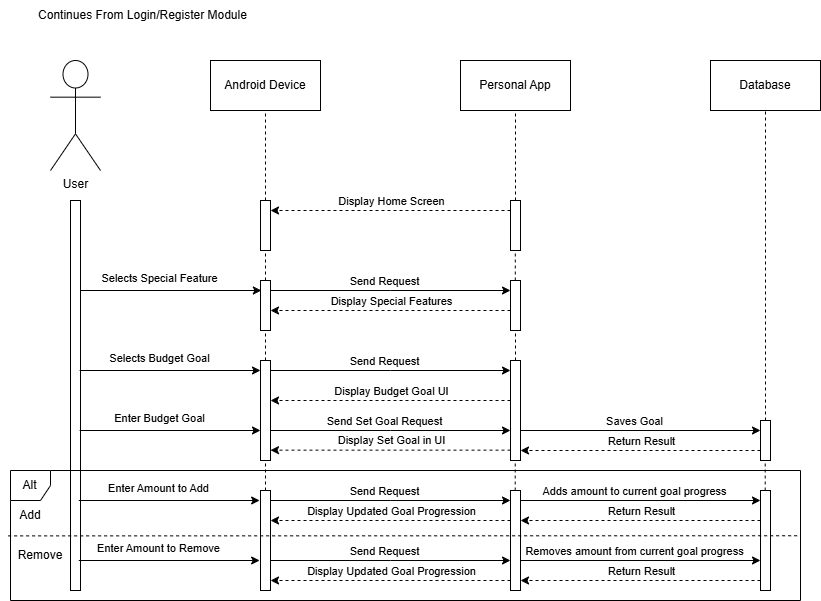 Continues From Login/Register Module
Android Device
Personal App
Database
User
Display Home Screen
Selects Special Feature
Send Request
Display Special Features
Selects Budget Goal
Send Request
Display Budget Goal UI
Enter Budget Goal
Send Set Goal Request
Saves Goal
Display Set Goal in UI
Return Result
Alt
Enter Amount to Add
Send Request
Adds amount to current goal progress
Add
Display Updated Goal Progression
Return Result
Remove
Enter Amount to Remove
Send Request
Removes amount from current goal progress
Display Updated Goal Progression
Return Result